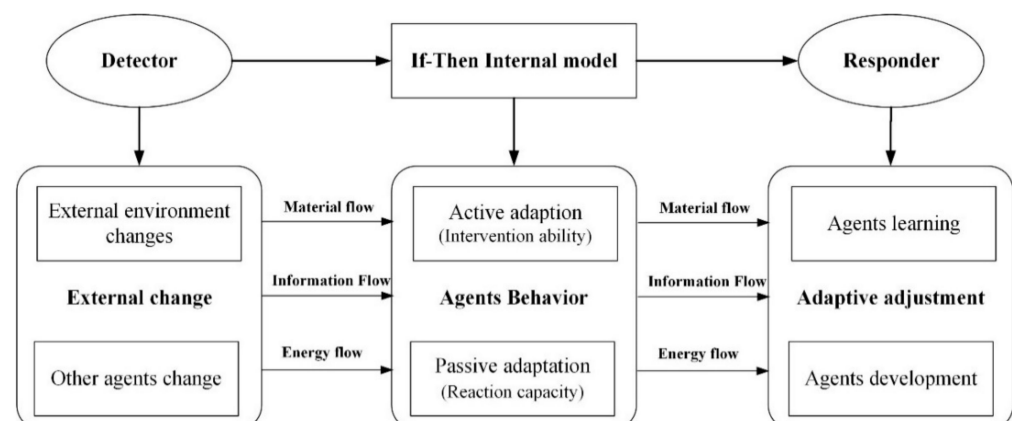 Detector
If-Then Internal model
Responder
External environment
changes
External change
Other agents change
Material flow
Information Flow
Energy flow
Active adaption
(Intervention ability)
Agents Behavior
Passive adaptation
(Reaction capacity)
Material flow
Information Flow
Energy flow
Agents learning
Adaptive adjustment
Agents development